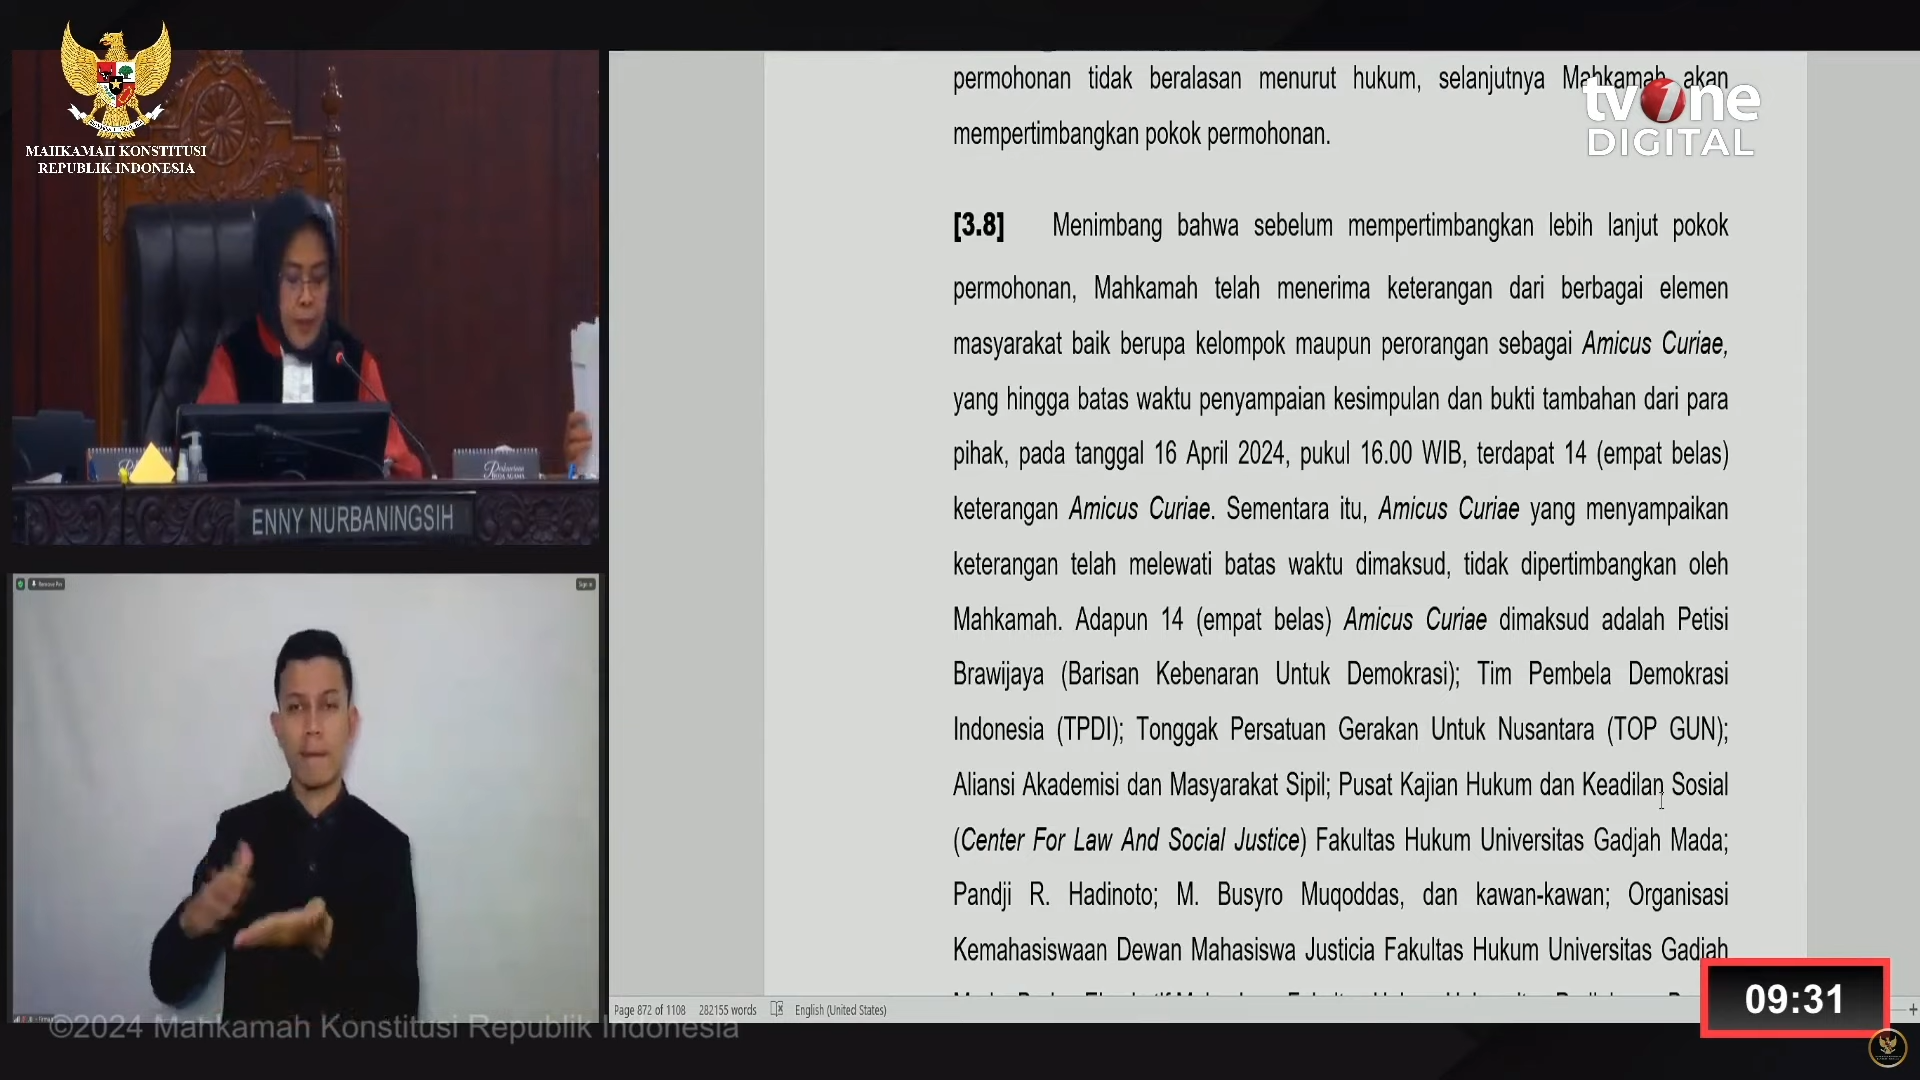 MAHKAMAH KONSTITUSI
REPUBLIK INDONESIA
ENNY NURBANINGSIH
tvOne
DIGITAL
permohonan tidak beralasan menurut hukum, selanjutnya Mahkamah akan
mempertimbangkan pokok permohonan.
[3.8] Menimbang bahwa sebelum mempertimbangkan lebih lanjut pokok
permohonan, Mahkamah telah menerima keterangan dari berbagai elemen
masyarakat baik berupa kelompok maupun perorangan sebagai Amicus Curiae,
yang hingga batas waktu penyampaian kesimpulan dan bukti tambahan dari para
pihak, pada tanggal 16 April 2024, pukul 16.00 WIB, terdapat 14 (empat belas)
keterangan Amicus Curiae. Sementara itu, Amicus Curiae yang menyampaikan
keterangan telah melewati batas waktu dimaksud, tidak dipertimbangkan oleh
Mahkamah. Adapun 14 (empat belas) Amicus Curiae dimaksud adalah Petisi
Brawijaya (Barisan Kebenaran Untuk Demokrasi); Tim Pembela Demokrasi
Indonesia (TPDI); Tonggak Persatuan Gerakan Untuk Nusantara (TOP GUN);
Aliansi Akademisi dan Masyarakat Sipil; Pusat Kajian Hukum dan Keadilan Sosial
(Center For Law And Social Justice) Fakultas Hukum Universitas Gadjah Mada;
Pandji R. Hadinoto; M. Busyro Muqoddas, dan kawan-kawan; Organisasi
Kemahasiswaan Dewan Mahasiswa Justicia Fakultas Hukum Universitas Gadjah
Page 872 of 1108 282155 words English (United States)
09:31
©2024 Mahkamah Konstitusi Republik Indonesia